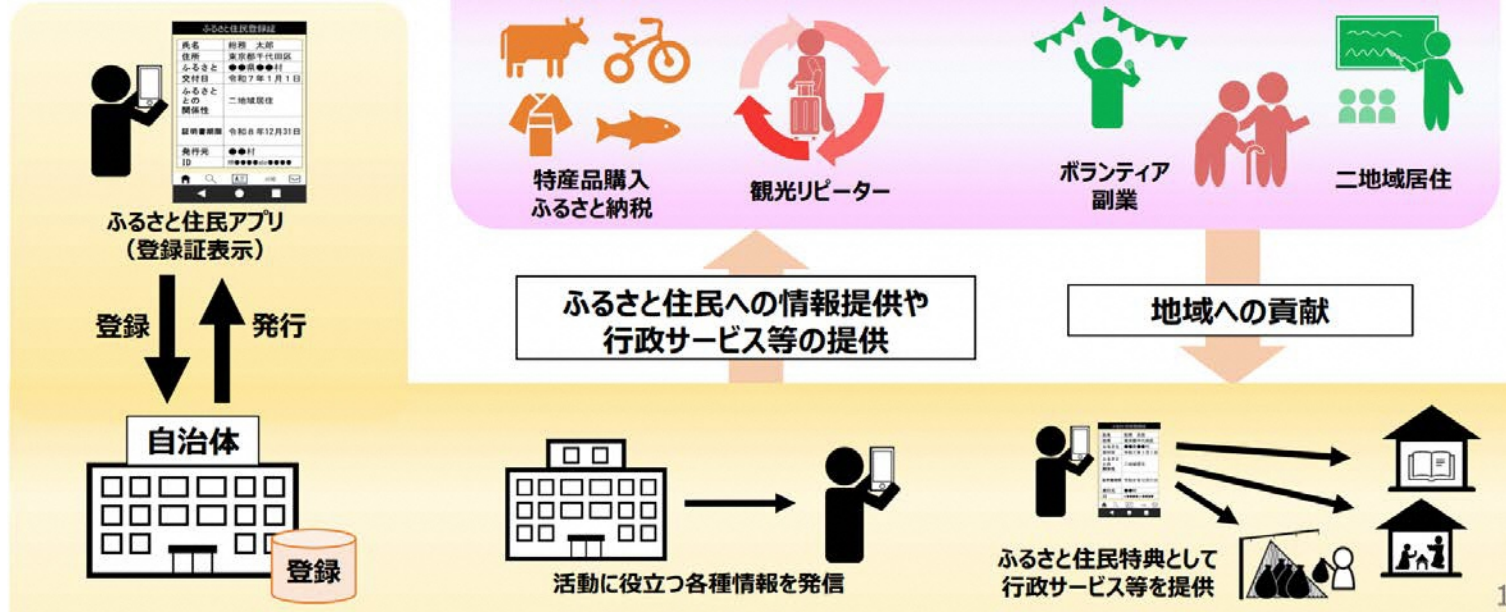 ふるさと住民登録証
氏名 総務 太郎
住所 東京都千代田区
ふるさと ●●県●●村
交付日 令和7年1月1日
ふるさと
との
関係性
二地域居住
証明書期限 令和8年12月31日
発行元 ●●村
ID
ふるさと住民アプリ
（登録証表示）
登録
発行
自治体
登録
特産品購入
ふるさと納税
観光リピーター
ボランティア
副業
二地域居住
ふるさと住民への情報提供や
行政サービス等の提供
地域への貢献
活動に役立つ各種情報を発信
ふるさと住民特典として
行政サービス等を提供
1